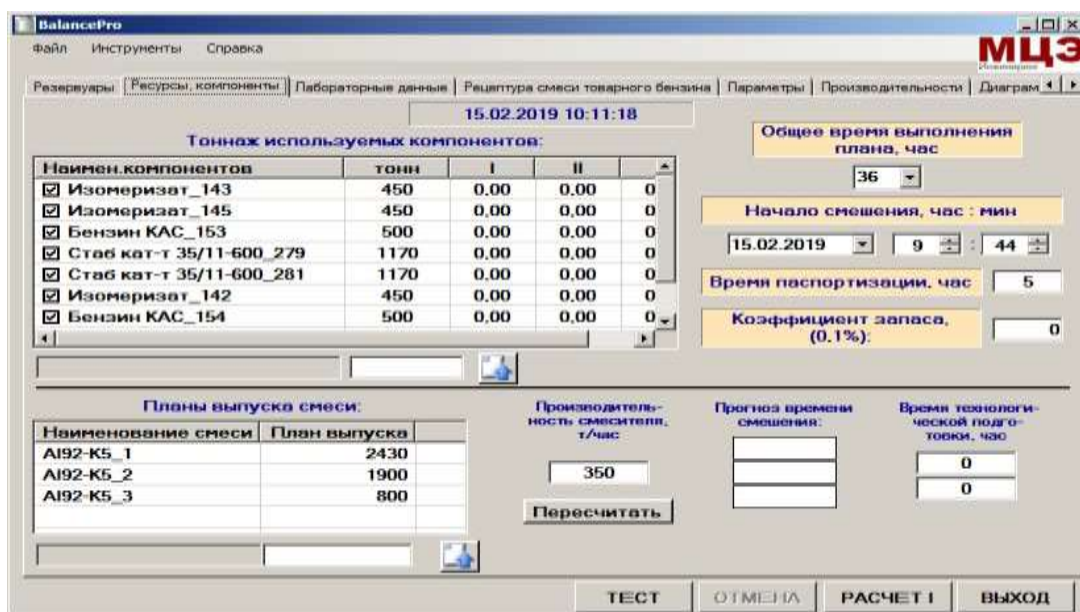 BalancePro
Файл Инструменты Справка
МЦЭ
Резервуары Ресурсы, компоненты Лабораторные данные Рецептура смеси товарного бензина Параметры Производительности Диаграм
15.02.2019 10:11:18
Тоннаж используемых компонентов:
Наимен.компонентов тонн I II
Изомеризат_143 450 0.00 0.00 0
Изомеризат_145 450 0,00 0,00 0
Бензин КАС_153 500 0.00 0.00 0
Стаб кат-т 35/11-600_279 1170 0.00 0.00 0
Стаб кат-т 35/11-600_281 1170 0.00 0.00 0
Изомеризат_142 450 0.00 0.00 0
Бензин КАС_154 500 0,00 0,00 0
Общее время выполнения
плана, час
36
Начало смешения, час : мин
15.02.2019 9 : 44
Время паспортизации, час 5
Коэффициент запаса,
(0.1%): 0
Планы выпуска смеси:
Наименование смеси План выпуска
AI92-K5_1 2430
AI92-K5_2 1900
AI92-K5_3 800
Производитель-
ность смесителя,
т/час
350
Пересчитать
Прогноз времени
смешения:
Время технологи-
ческой подго-
товки, час
0
0
ТЕСТ ОТМЕНА РАСЧЕТ I ВЫХОД